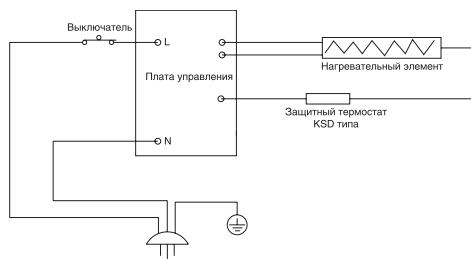 Выключатель
L
Плата управления
Нагревательный элемент
Защитный термостат
KSD типа
N